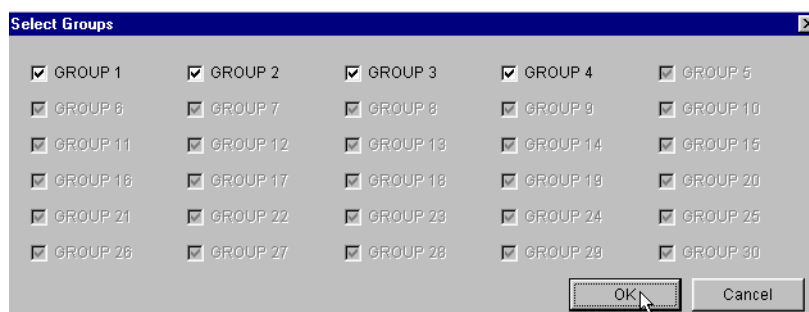 Select Groups
GROUP 1 GROUP 2 GROUP 3 GROUP 4 GROUP 5
GROUP 6 GROUP 7 GROUP 8 GROUP 9 GROUP 10
GROUP 11 GROUP 12 GROUP 13 GROUP 14 GROUP 15
GROUP 16 GROUP 17 GROUP 18 GROUP 19 GROUP 20
GROUP 21 GROUP 22 GROUP 23 GROUP 24 GROUP 25
GROUP 26 GROUP 27 GROUP 28 GROUP 29 GROUP 30
OK Cancel